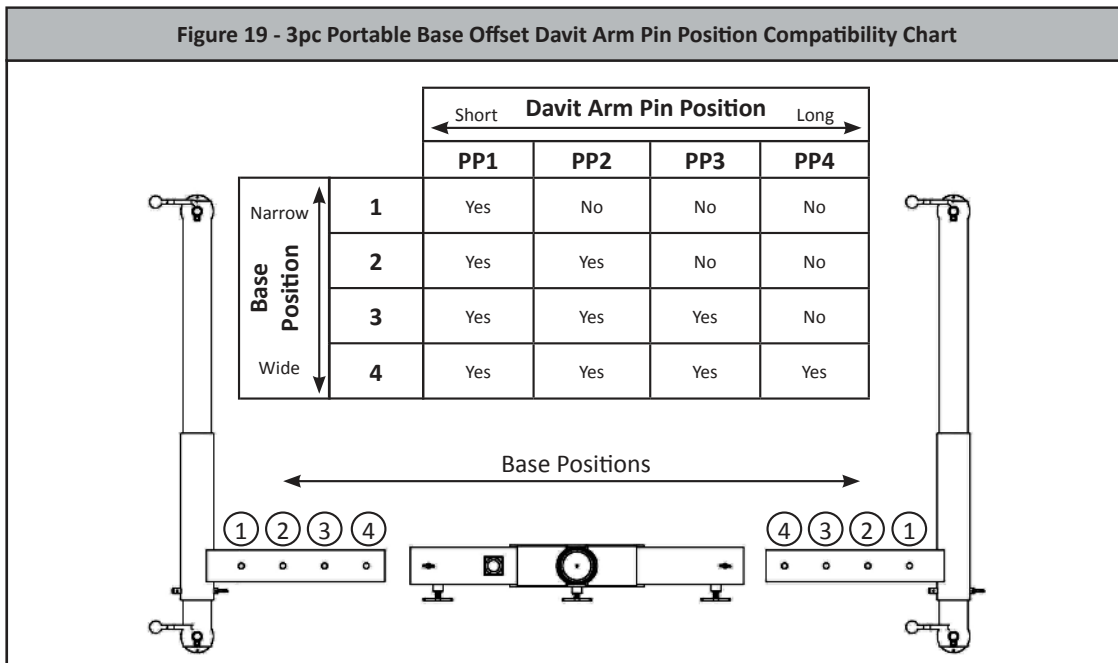 Figure 19 - 3pc Portable Base Offset Davit Arm Pin Position Compatibility Chart
Short Davit Arm Pin Position Long
PP1 PP2 PP3 PP4
Narrow 1 Yes No No No
Base Position
2 Yes Yes No No
3 Yes Yes Yes No
Wide 4 Yes Yes Yes Yes
Base Positions
1 2 3 4 4 3 2 1